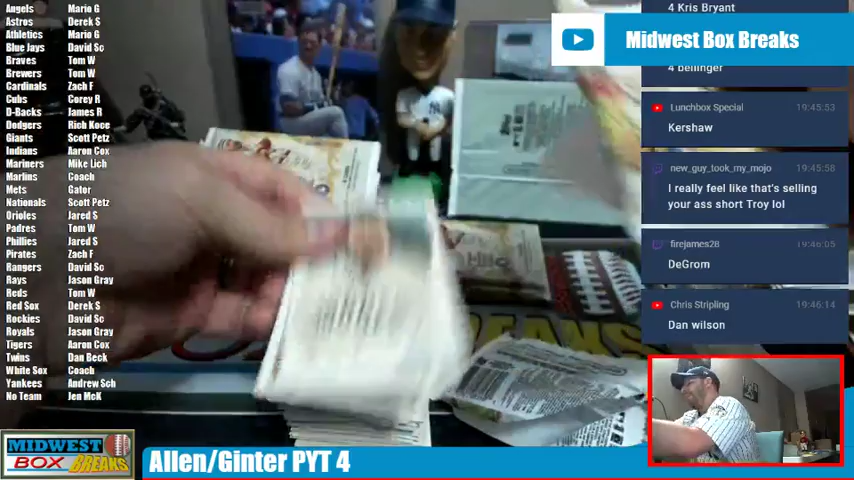 Angels Mario G
Astros Derek S
Athletics Mario G
Blue Jays David Sc
Braves Tom W
Brewers Tom W
Cardinals Zach F
Cubs Corey R
D-Backs James R
Dodgers Rich Koce
Giants Scott Petz
Indians Aaron Cox
Mariners Mike Lich
Marlins Coach
Mets Gator
Nationals Scott Petz
Orioles Jared S
Padres Tom W
Phillies Jared S
Pirates Zach F
Rangers David Sc
Rays Jason Gray
Reds Tom W
Red Sox Derek S
Rockies David Sc
Royals Jason Gray
Tigers Aaron Cox
Twins Dan Beck
White Sox Coach
Yankees Andrew Sch
No Team Jen McK
MIDWEST
BOX BREAKS
Allen/Ginter PYT 4
BREAKS
4 Kris Bryant
Midwest Box Breaks
4 bellinger
Lunchbox Special 19:45:53
Kershaw
new_guy_took_my_mojo 19:45:58
I really feel like that's selling
your ass short Troy lol
firejames28 19:46:05
DeGrom
Chris Stripling 19:46:14
Dan wilson